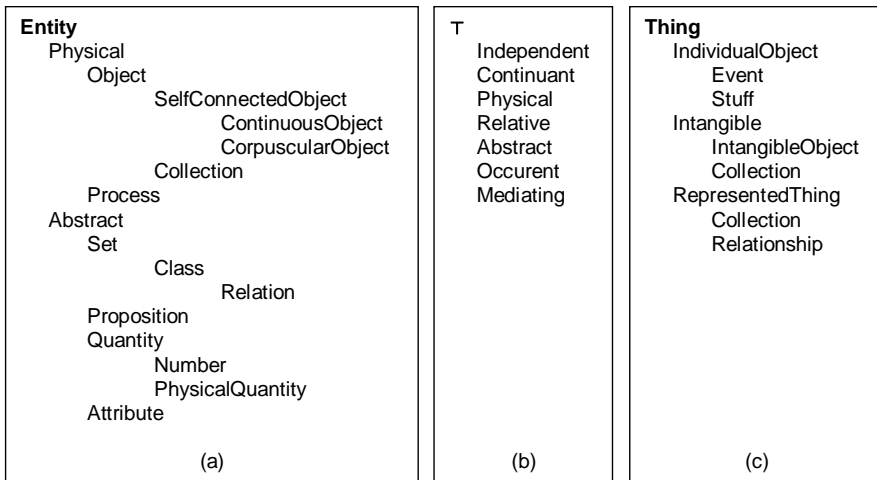 Entity
Physical
Object
SelfConnectedObject
ContinuousObject
CorpuscularObject
Collection
Process
Abstract
Set
Class
Relation
Proposition
Quantity
Number
PhysicalQuantity
Attribute
(a)
⊤
Independent
Continuant
Physical
Relative
Abstract
Occurent
Mediating
(b)
Thing
IndividualObject
Event
Stuff
Intangible
IntangibleObject
Collection
RepresentedThing
Collection
Relationship
(c)